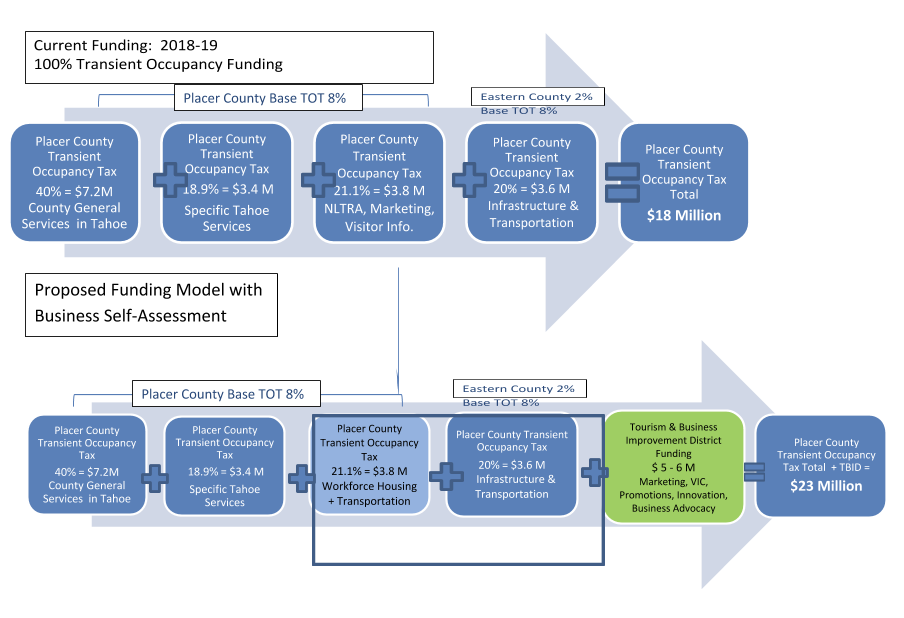 Current Funding:  2018-19
100% Transient Occupancy Funding
Placer County Base TOT 8%
Eastern County 2%
Base TOT 8%
Placer County
Transient
Occupancy Tax
40% = $7.2M
County General
Services  in Tahoe
Placer County
Transient
Occupancy Tax
18.9% = $3.4 M
Specific Tahoe
Services
Placer County
Transient
Occupancy Tax
21.1% = $3.8 M
NLTRA, Marketing,
Visitor Info.
Placer County
Transient
Occupancy Tax
20% = $3.6 M
Infrastructure &
Transportation
Placer County
Transient
Occupancy Tax
Total
$18 Million
Proposed Funding Model with
Business Self-Assessment
Placer County Base TOT 8%
Eastern County 2%
Base TOT 8%
Placer County
Transient Occupancy
Tax
40% = $7.2M
County General
Services  in Tahoe
Placer County
Transient Occupancy
Tax
18.9% = $3.4 M
Specific Tahoe
Services
Placer County
Transient Occupancy
Tax
21.1% = $3.8 M
Workforce Housing
+ Transportation
Placer County Transient
Occupancy Tax
20% = $3.6 M
Infrastructure &
Transportation
Tourism & Business
Improvement District
Funding
$ 5 - 6 M
Marketing, VIC,
Promotions, Innovation,
Business Advocacy
Placer County
Transient Occupancy
Tax Total  + TBID =
$23 Million